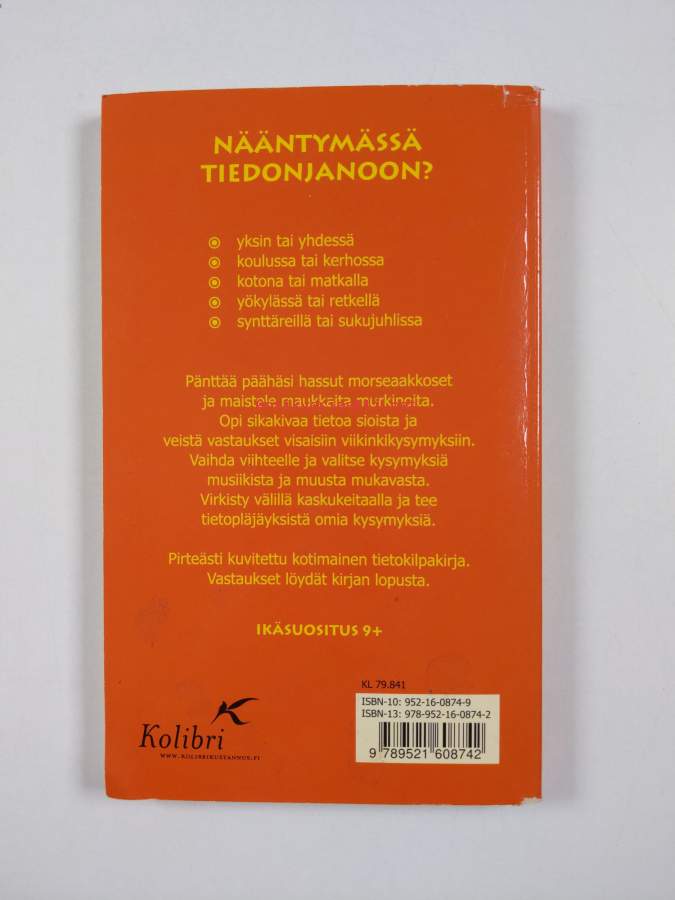 NÄÄNTYMÄSSÄ
TIEDONJANOON?
yksin tai yhdessä
koulussa tai kerhossa
kotona tai matkalla
yökylässä tai retkellä
synttäreillä tai sukujuhlissa
Pänttää päähäsi hassut morseaakkoset
ja maistele maukkaita murkinoita.
Opi sikakivaa tietoa sioista ja
veistä vastaukset visaisiin viikinkikysymyksiin.
Vaihda viihteelle ja valitse kysymyksiä
musiikista ja muusta mukavasta.
Virkisty välillä kaskukeitaalla ja tee
tietopläjäyksistä omia kysymyksiä.
Pirteästi kuvitettu kotimainen tietokilpakirja.
Vastaukset löydät kirjan lopusta.
IKÄSUOSITUS 9+
KL 79.841
ISBN-10: 952-16-0874-9
ISBN-13: 978-952-16-0874-2
9 789521 608742
Kolibri
WWW.KOLIBRIKUSTANNUS.FI